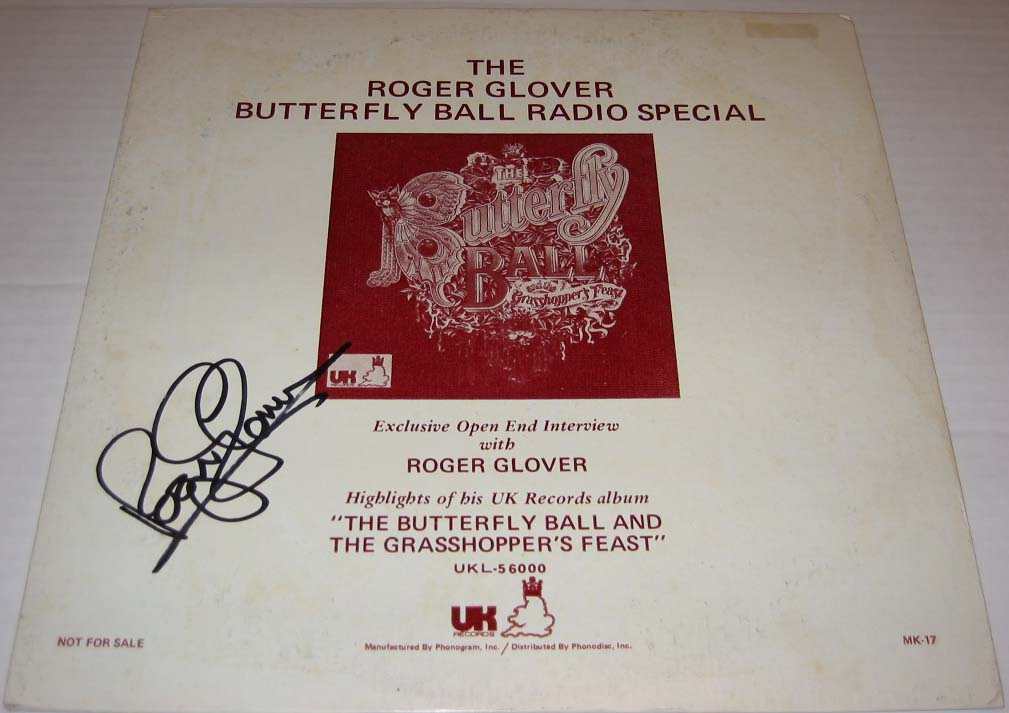 THE
ROGER GLOVER
BUTTERFLY BALL RADIO SPECIAL
THE
Butterfly
BALL
and the
Grasshopper's Feast
UK
Exclusive Open End Interview
with
ROGER GLOVER
Highlights of his UK Records album
"THE BUTTERFLY BALL AND
THE GRASSHOPPER'S FEAST"
UKL-56000
UK
RECORDS
NOT FOR SALE
Manufactured By Phonogram, Inc. / Distributed By Phonodisc, Inc.
MK-17
Roger Glover